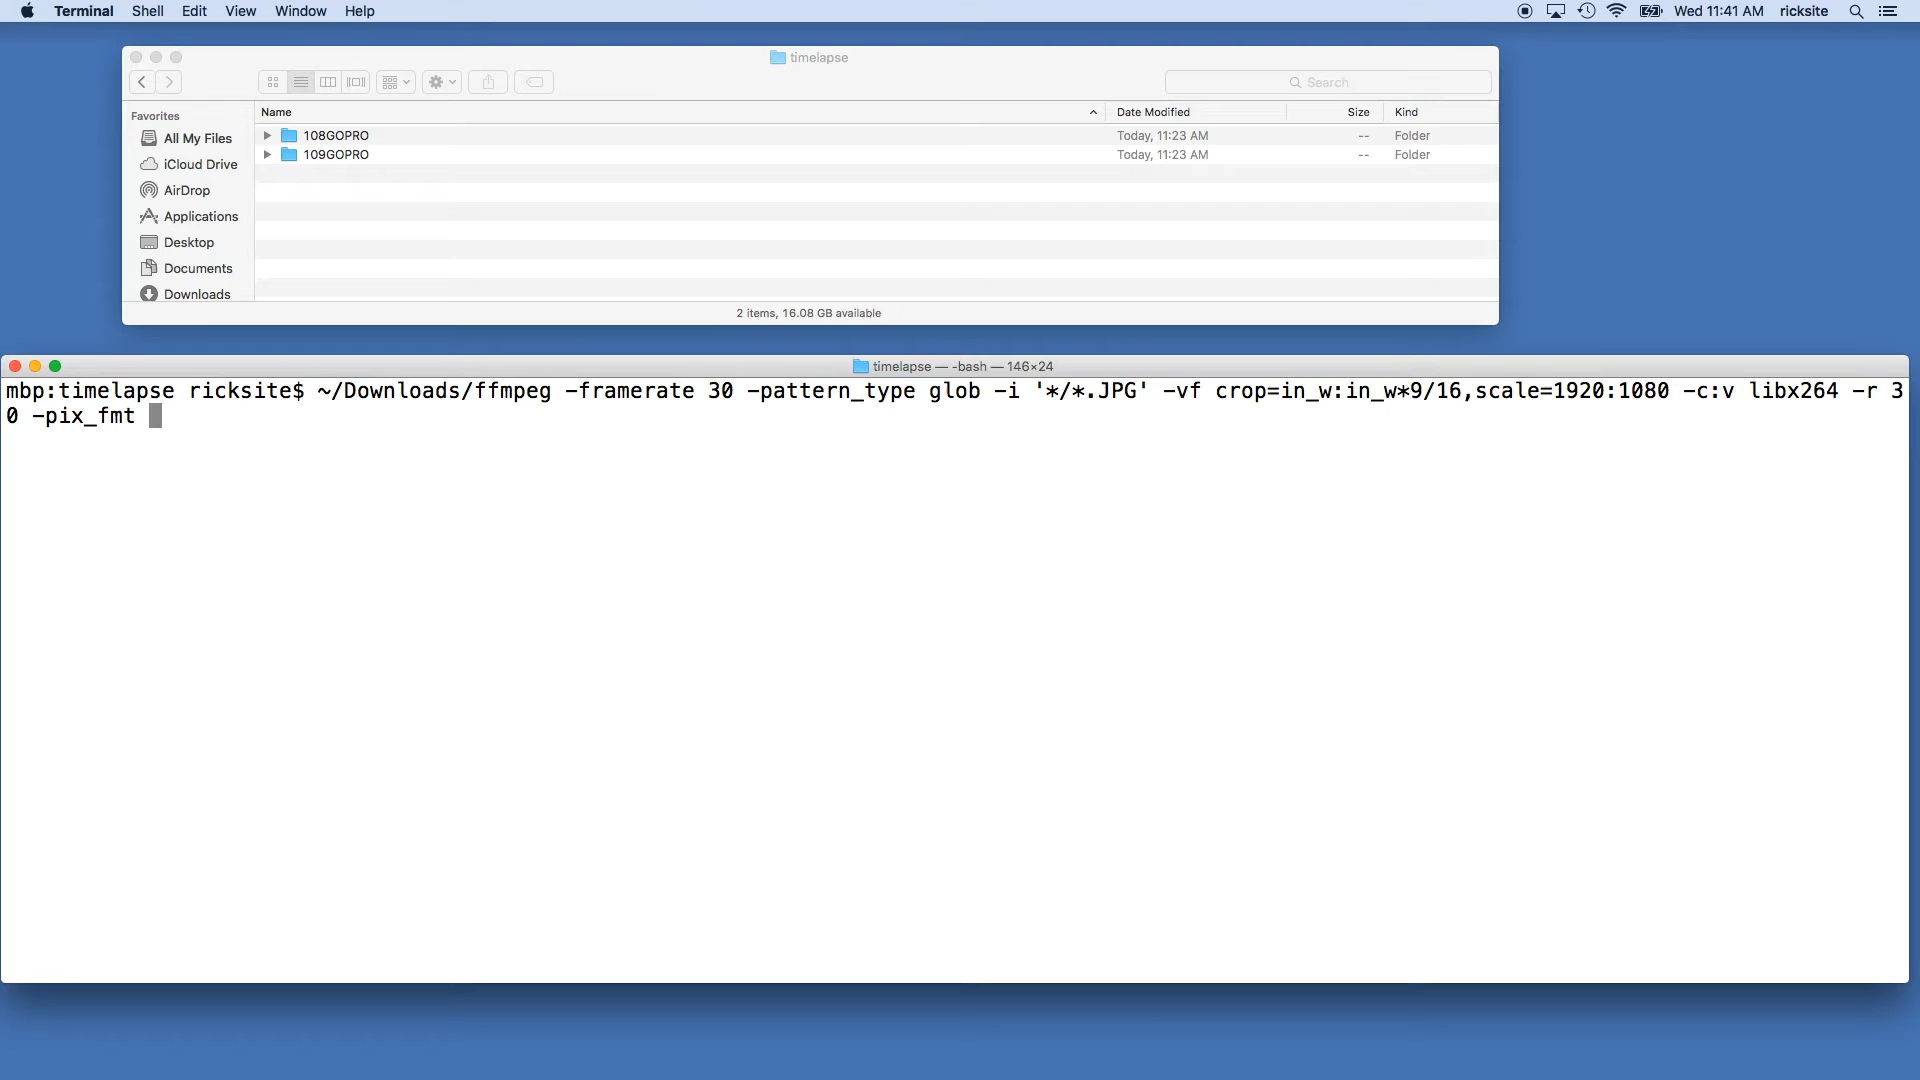 Terminal Shell Edit View Window Help Wed 11:41 AM ricksite
timelapse
Search
Favorites
All My Files
iCloud Drive
AirDrop
Applications
Desktop
Documents
Downloads
Name Date Modified Size Kind
108GOPRO Today, 11:23 AM -- Folder
109GOPRO Today, 11:23 AM -- Folder
2 items, 16.08 GB available
timelapse — -bash — 146×24
mbp:timelapse ricksite$ ~/Downloads/ffmpeg -framerate 30 -pattern_type glob -i '*/*.JPG' -vf crop=in_w:in_w*9/16,scale=1920:1080 -c:v libx264 -r 3
0 -pix_fmt